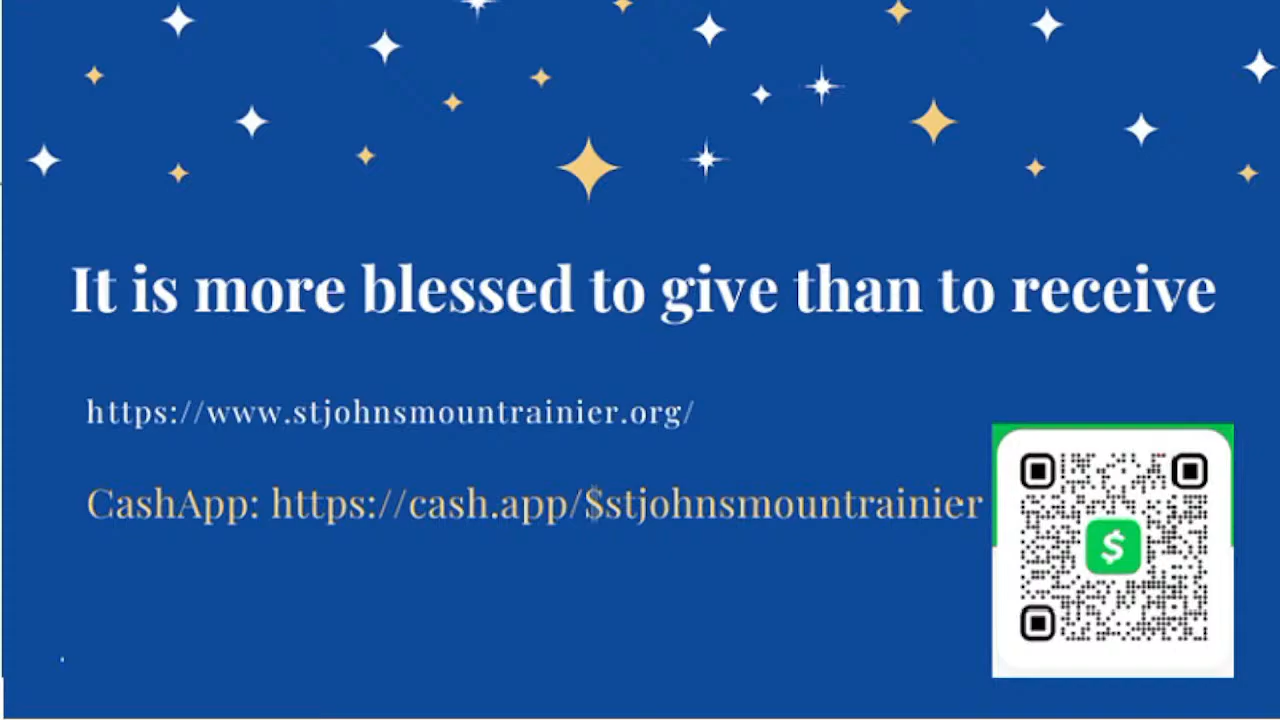 It is more blessed to give than to receive
https://www.stjohnsmountrainier.org/
CashApp: https://cash.app/$stjohnsmountrainier
$